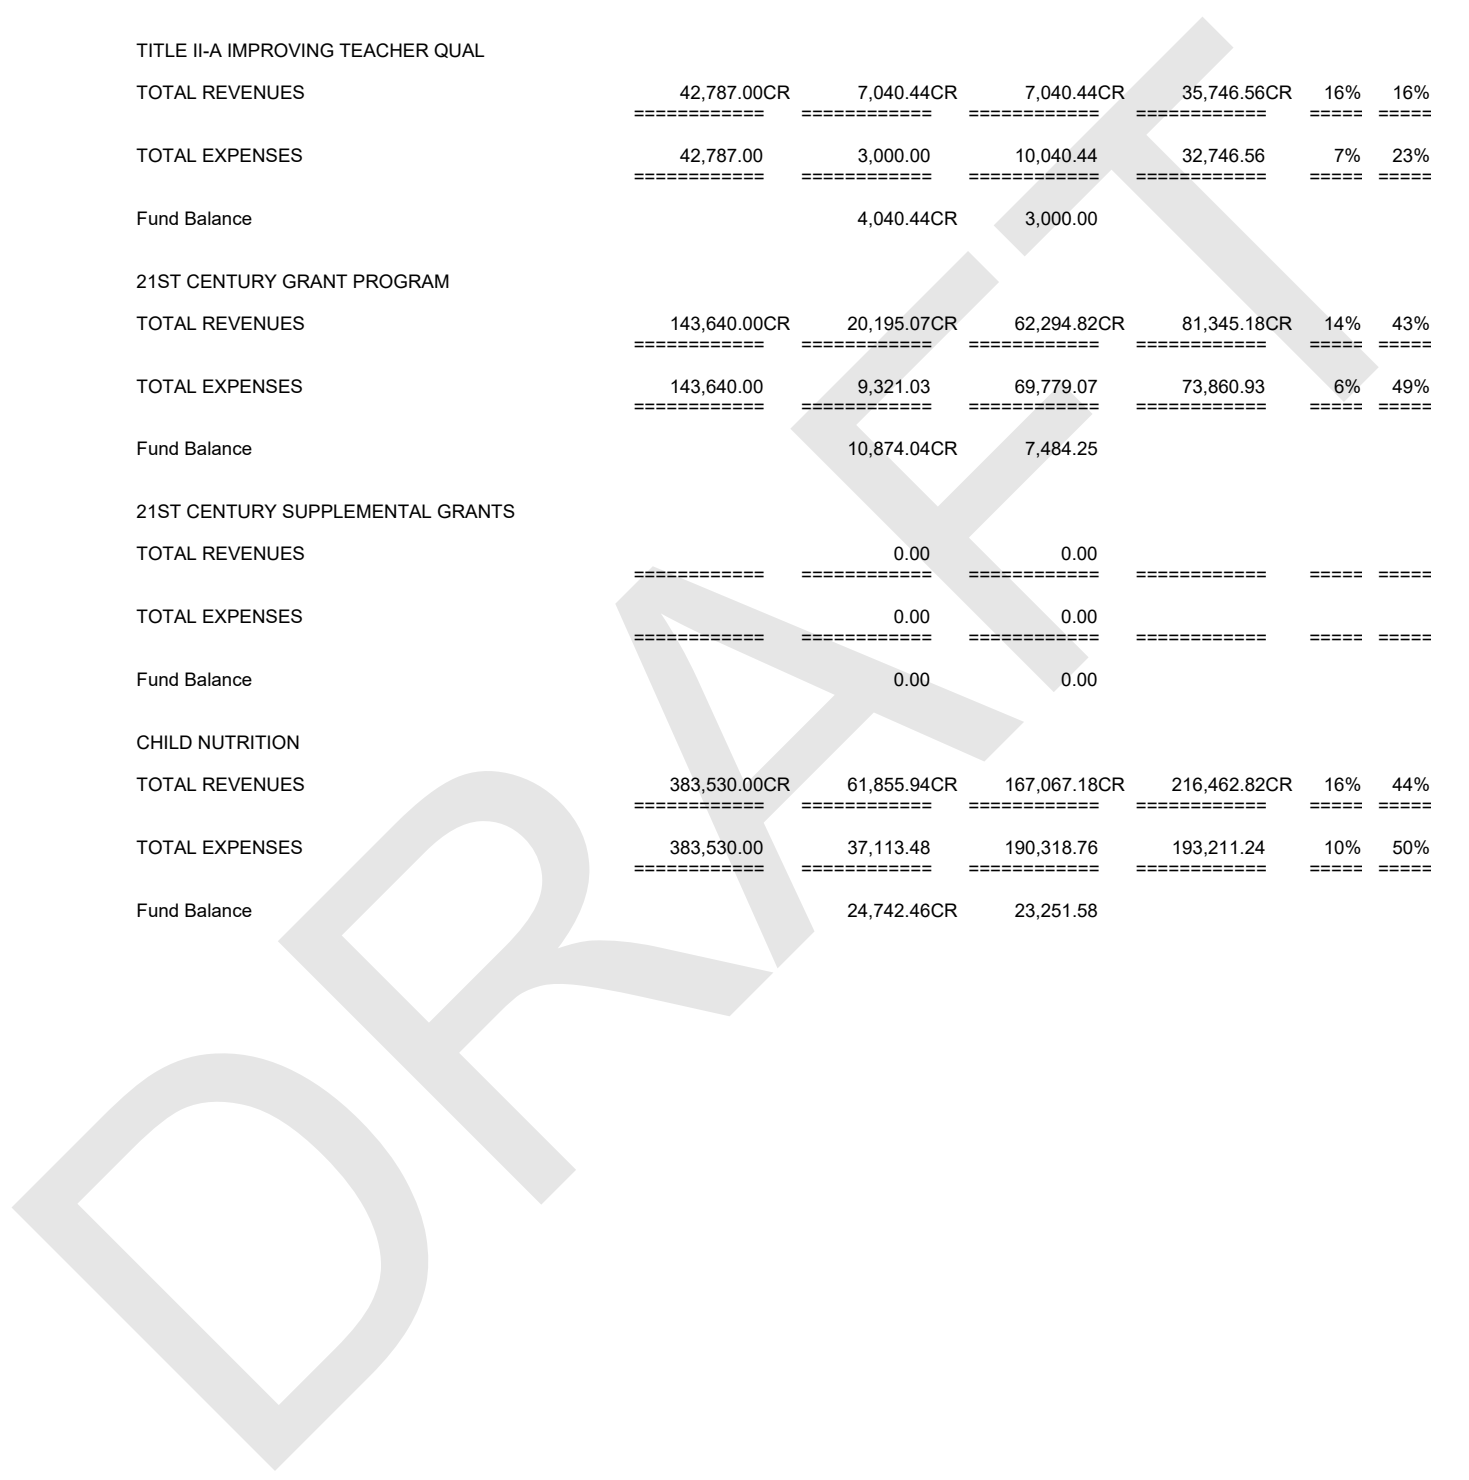 TITLE II-A IMPROVING TEACHER QUAL
TOTAL REVENUES 42,787.00CR 7,040.44CR 7,040.44CR 35,746.56CR 16% 16%
============ ============ ============ ============ ===== =====
TOTAL EXPENSES 42,787.00 3,000.00 10,040.44 32,746.56 7% 23%
============ ============ ============ ============ ===== =====
Fund Balance 4,040.44CR 3,000.00
21ST CENTURY GRANT PROGRAM
TOTAL REVENUES 143,640.00CR 20,195.07CR 62,294.82CR 81,345.18CR 14% 43%
============ ============ ============ ============ ===== =====
TOTAL EXPENSES 143,640.00 9,321.03 69,779.07 73,860.93 6% 49%
============ ============ ============ ============ ===== =====
Fund Balance 10,874.04CR 7,484.25
21ST CENTURY SUPPLEMENTAL GRANTS
TOTAL REVENUES 0.00 0.00
============ ============ ============ ============ ===== =====
TOTAL EXPENSES 0.00 0.00
============ ============ ============ ============ ===== =====
Fund Balance 0.00 0.00
CHILD NUTRITION
TOTAL REVENUES 383,530.00CR 61,855.94CR 167,067.18CR 216,462.82CR 16% 44%
============ ============ ============ ============ ===== =====
TOTAL EXPENSES 383,530.00 37,113.48 190,318.76 193,211.24 10% 50%
============ ============ ============ ============ ===== =====
Fund Balance 24,742.46CR 23,251.58
DRAFT